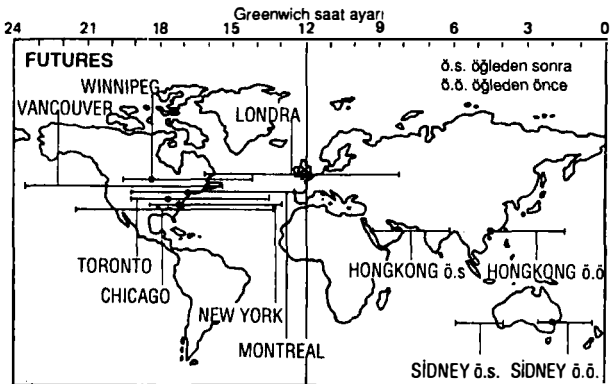 Greenwich saat ayarı
24 21 18 15 12 9 6 3 0
FUTURES
ö.s. öğleden sonra
ö.ö. öğleden önce
WINNIPEG
VANCOUVER
LONDRA
TORONTO
CHICAGO
NEW YORK
MONTREAL
HONGKONG ö.s
HONGKONG ö.ö
SİDNEY ö.s.
SİDNEY ö.ö.